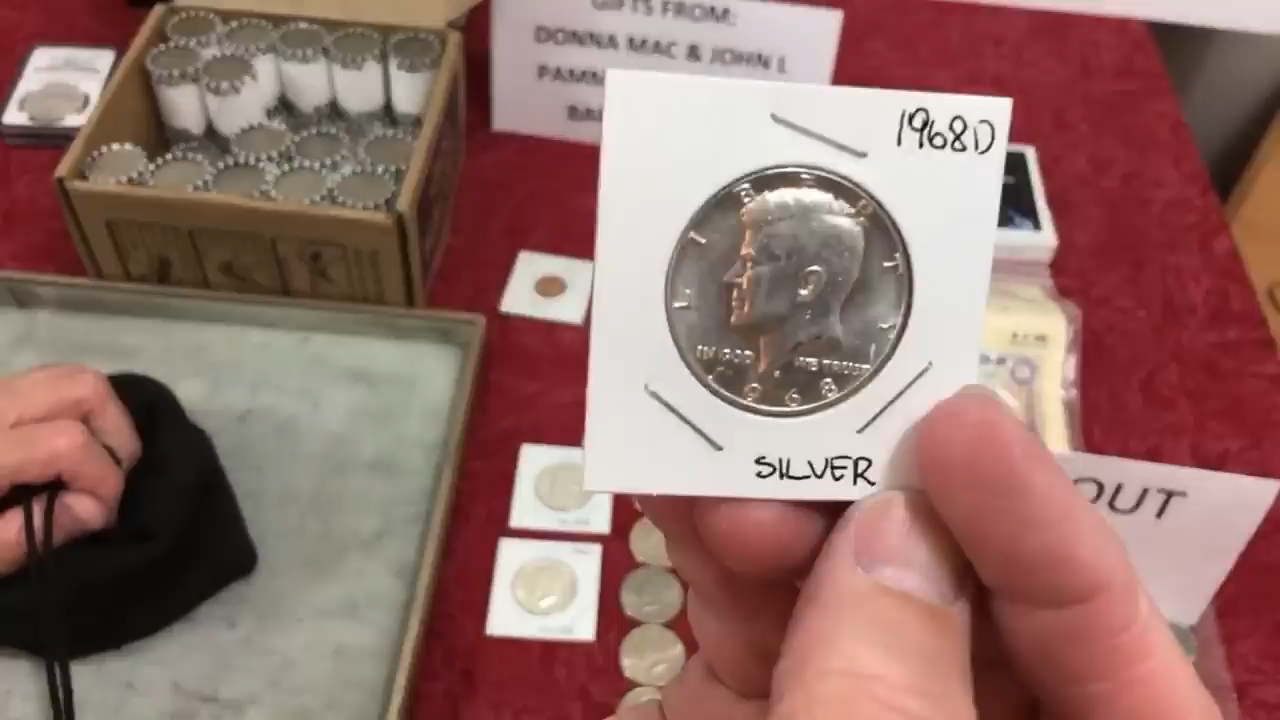 GIFTS FROM:
DONNA MAC & JOHN L
1968D
LIBERTY
IN GOD WE TRUST
1968
SILVER
OUT